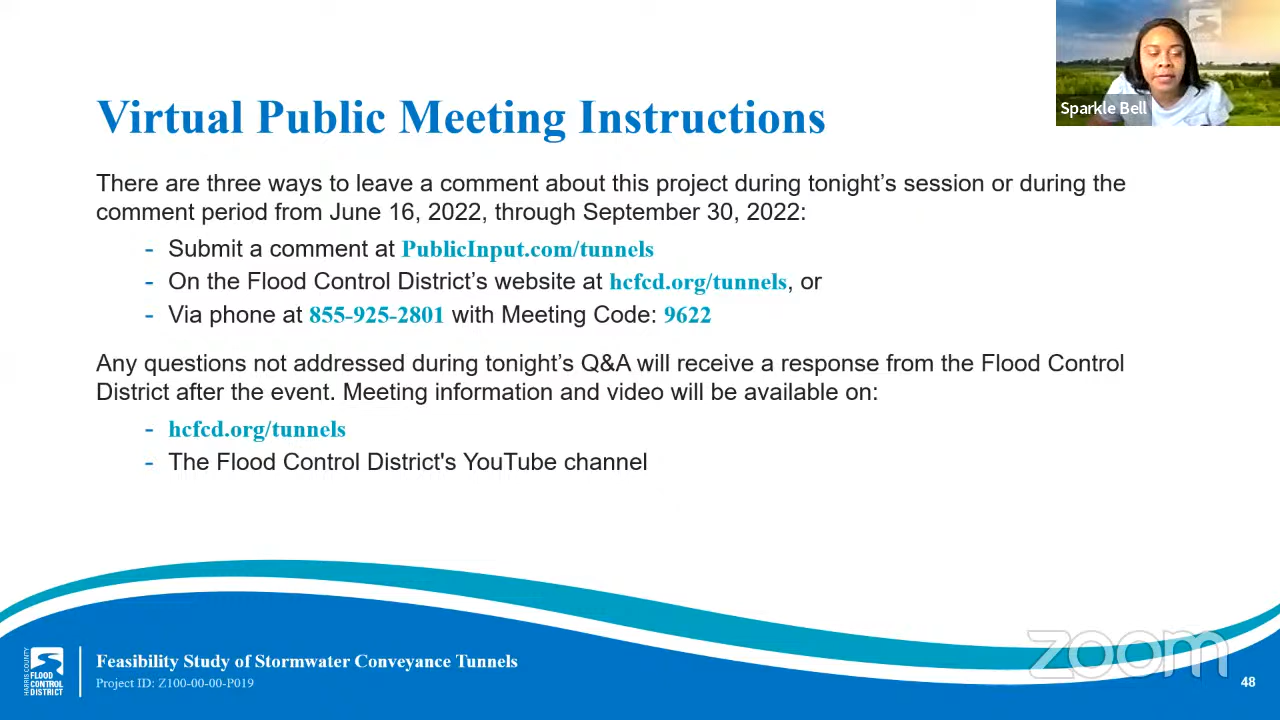 Virtual Public Meeting Instructions
Sparkle Bell
There are three ways to leave a comment about this project during tonight’s session or during the
comment period from June 16, 2022, through September 30, 2022:
- Submit a comment at PublicInput.com/tunnels
- On the Flood Control District’s website at hcfcd.org/tunnels, or
- Via phone at 855-925-2801 with Meeting Code: 9622
Any questions not addressed during tonight’s Q&A will receive a response from the Flood Control
District after the event. Meeting information and video will be available on:
- hcfcd.org/tunnels
- The Flood Control District's YouTube channel
HARRIS COUNTY
FLOOD
CONTROL
DISTRICT
Feasibility Study of Stormwater Conveyance Tunnels
Project ID: Z100-00-00-P019
zoom
48